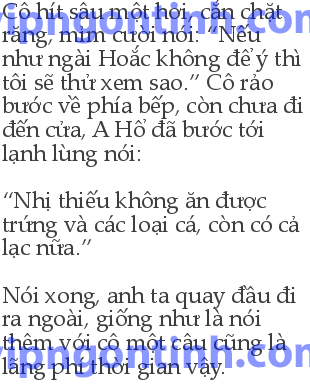 Cô hít sâu một hơi, cắn chặt
răng, mỉm cười nói: “Nếu
như ngài Hoắc không để ý thì
tôi sẽ thử xem sao.” Cô rảo
bước về phía bếp, còn chưa đi
đến cửa, A Hổ đã bước tới
lạnh lùng nói:
“Nhị thiếu không ăn được
trứng và các loại cá, còn có cả
lạc nữa.”
Nói xong, anh ta quay đầu đi
ra ngoài, giống như là nói
thêm với cô một câu cũng là
lãng phí thời gian vậy.
vipngontinh.com